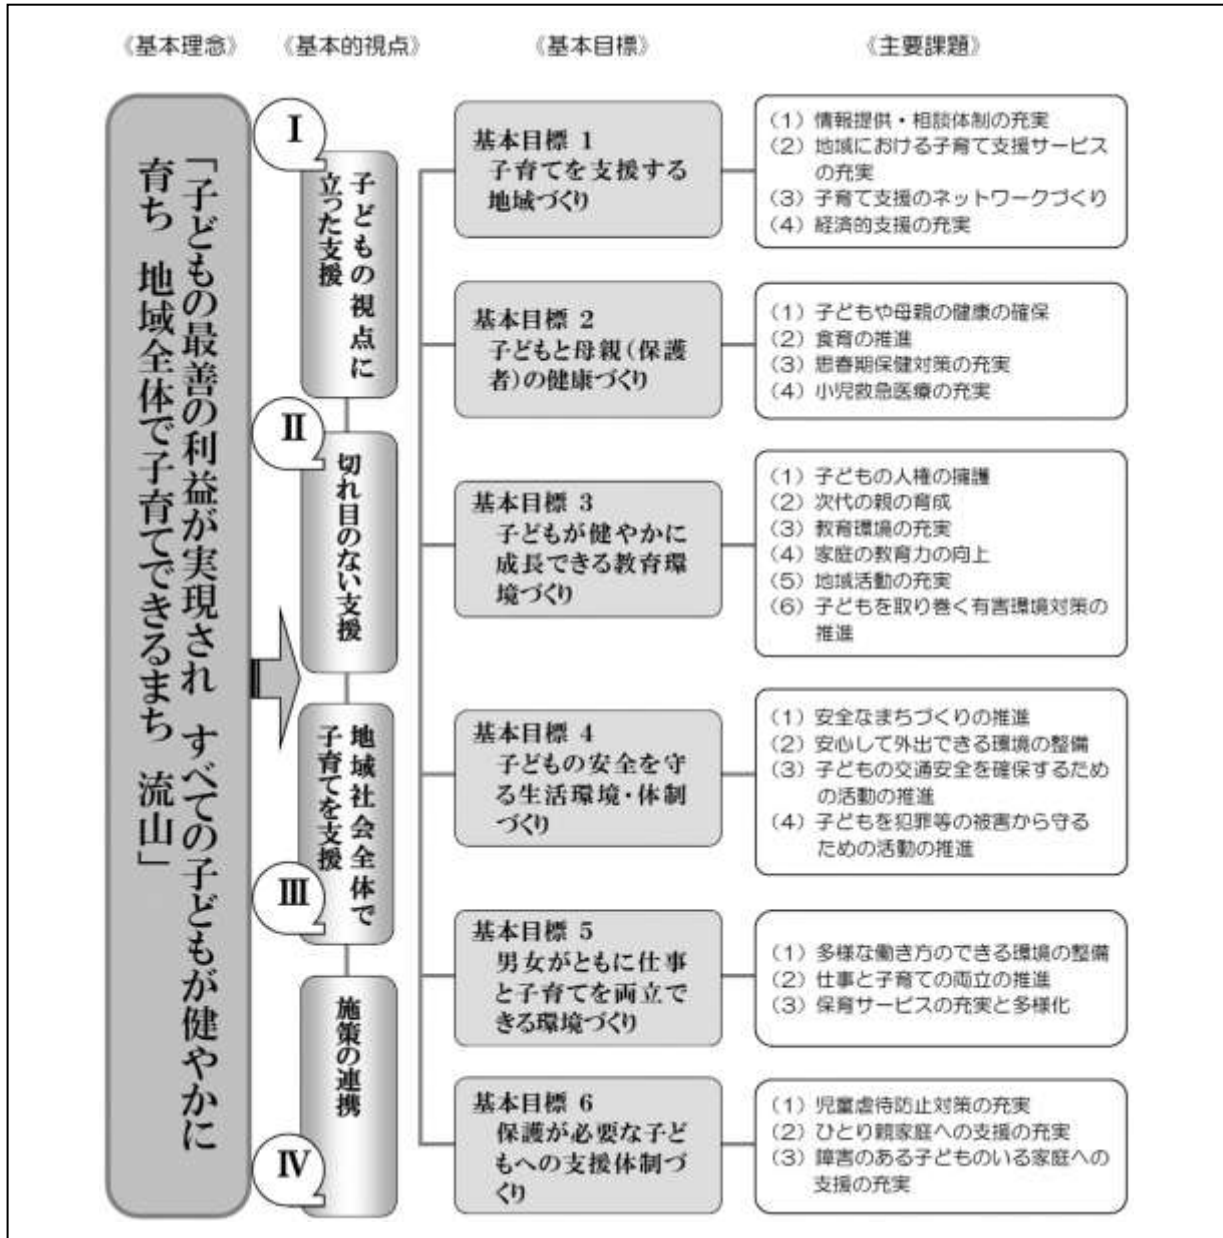 《基本理念》
《基本的視点》
《基本目標》
《主要課題》
「子どもの最善の利益が実現され　すべての子どもが健やかに
育ち　地域全体で子育てできるまち　流山」
Ⅰ
子どもの視点に
立った支援
Ⅱ
切れ目のない支援
地域社会全体で
子育てを支援
Ⅲ
施策の連携
Ⅳ
基本目標 1
子育てを支援する
地域づくり
(1) 情報提供・相談体制の充実
(2) 地域における子育て支援サービス
の充実
(3) 子育て支援のネットワークづくり
(4) 経済的支援の充実
基本目標 2
子どもと母親(保護
者)の健康づくり
(1) 子どもや母親の健康の確保
(2) 食育の推進
(3) 思春期保健対策の充実
(4) 小児救急医療の充実
基本目標 3
子どもが健やかに
成長できる教育環
境づくり
(1) 子どもの人権の擁護
(2) 次代の親の育成
(3) 教育環境の充実
(4) 家庭の教育力の向上
(5) 地域活動の充実
(6) 子どもを取り巻く有害環境対策の
推進
基本目標 4
子どもの安全を守
る生活環境・体制
づくり
(1) 安全なまちづくりの推進
(2) 安心して外出できる環境の整備
(3) 子どもの交通安全を確保するため
の活動の推進
(4) 子どもを犯罪等の被害から守る
ための活動の推進
基本目標 5
男女がともに仕事
と子育てを両立で
きる環境づくり
(1) 多様な働き方のできる環境の整備
(2) 仕事と子育ての両立の推進
(3) 保育サービスの充実と多様化
基本目標 6
保護が必要な子ど
もへの支援体制づ
くり
(1) 児童虐待防止対策の充実
(2) ひとり親家庭への支援の充実
(3) 障害のある子どものいる家庭への
支援の充実